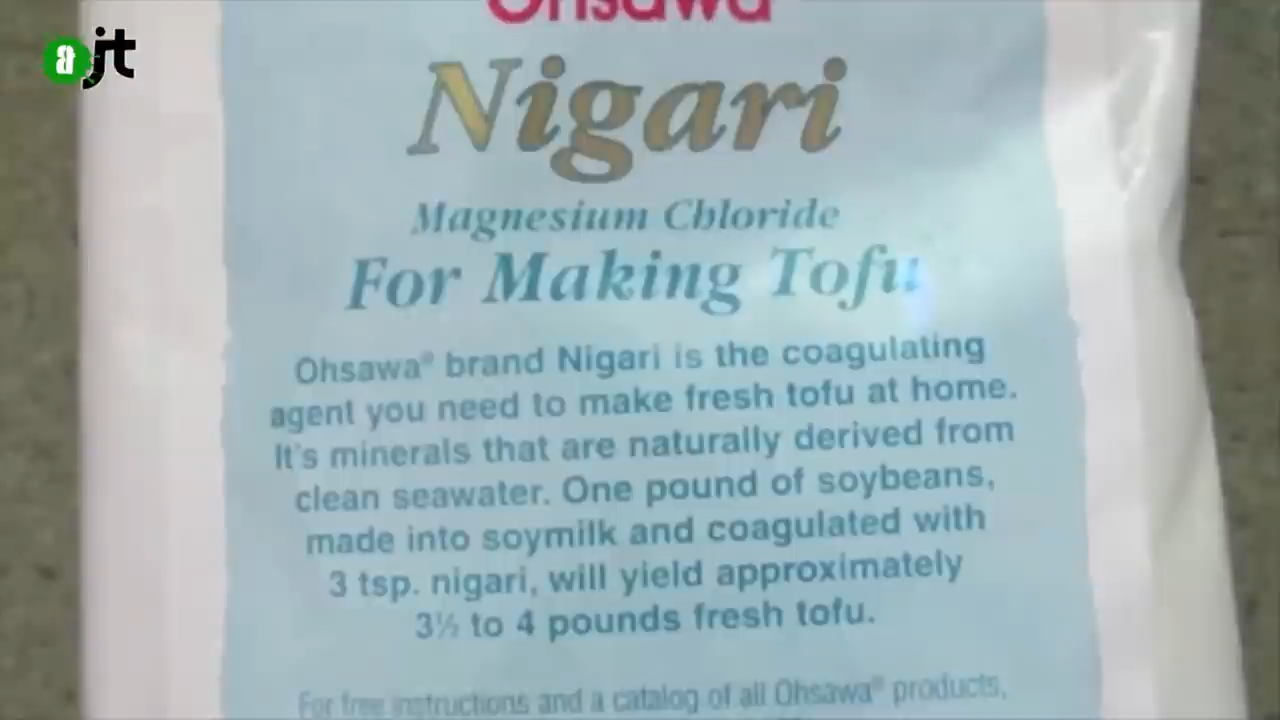 jt
Ohsawa
Nigari
Magnesium Chloride
For Making Tofu
Ohsawa® brand Nigari is the coagulating
agent you need to make fresh tofu at home.
It's minerals that are naturally derived from
clean seawater. One pound of soybeans,
made into soymilk and coagulated with
3 tsp. nigari, will yield approximately
3½ to 4 pounds fresh tofu.
For free instructions and a catalog of all Ohsawa® products,